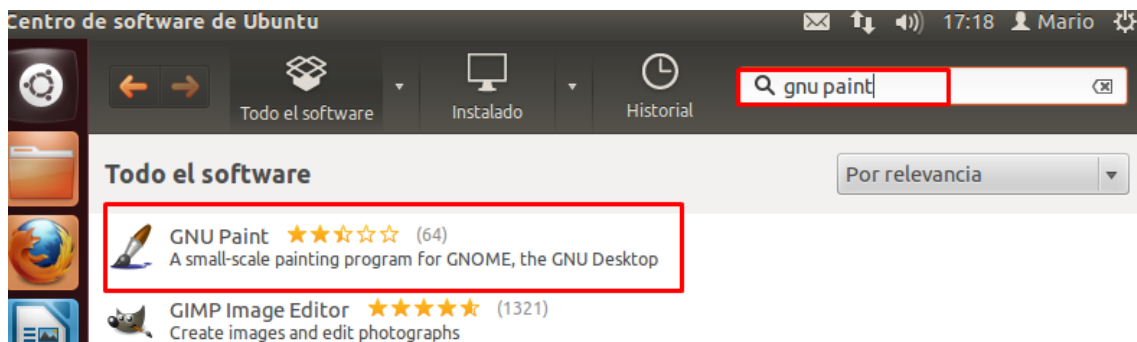 Centro de software de Ubuntu 17:18 Mario
Todo el software Instalado Historial gnu paint
Todo el software Por relevancia
GNU Paint (64)
A small-scale painting program for GNOME, the GNU Desktop
GIMP Image Editor (1321)
Create images and edit photographs